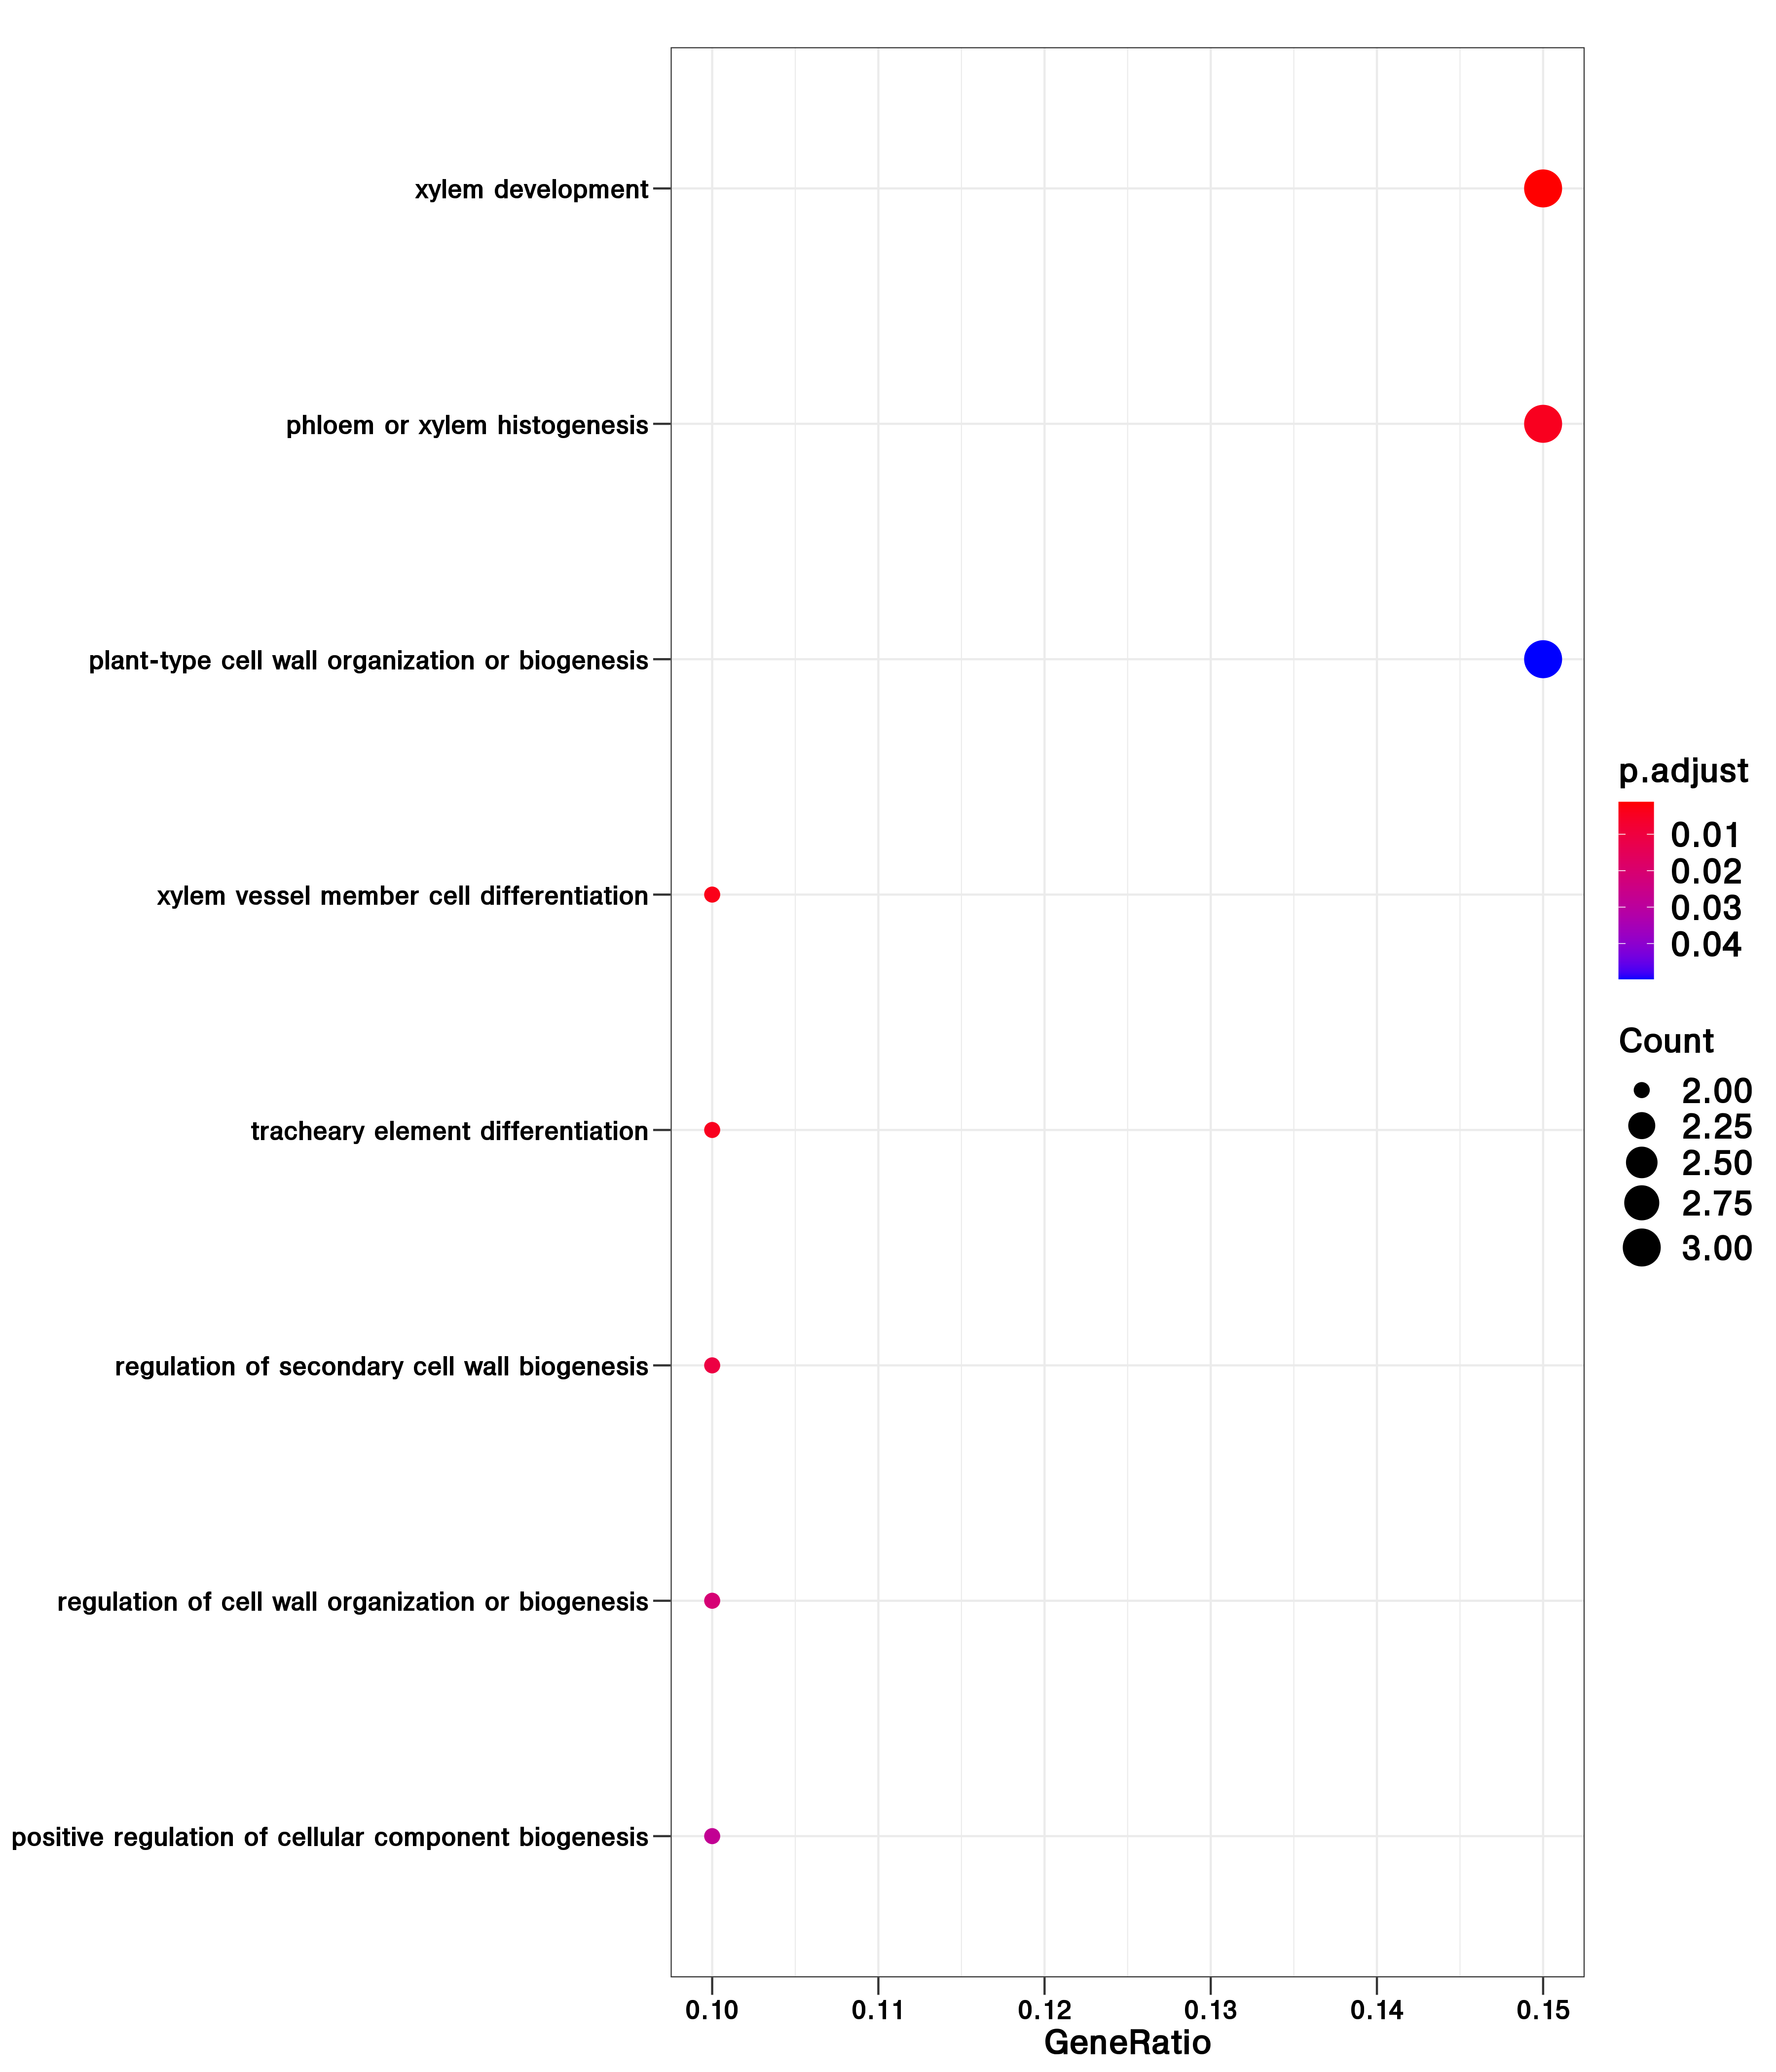 xylem development
phloem or xylem histogenesis
plant-type cell wall organization or biogenesis
xylem vessel member cell differentiation
tracheary element differentiation
regulation of secondary cell wall biogenesis
regulation of cell wall organization or biogenesis
positive regulation of cellular component biogenesis
0.10 0.11 0.12 0.13 0.14 0.15
GeneRatio
p.adjust
0.01
0.02
0.03
0.04
Count
2.00
2.25
2.50
2.75
3.00